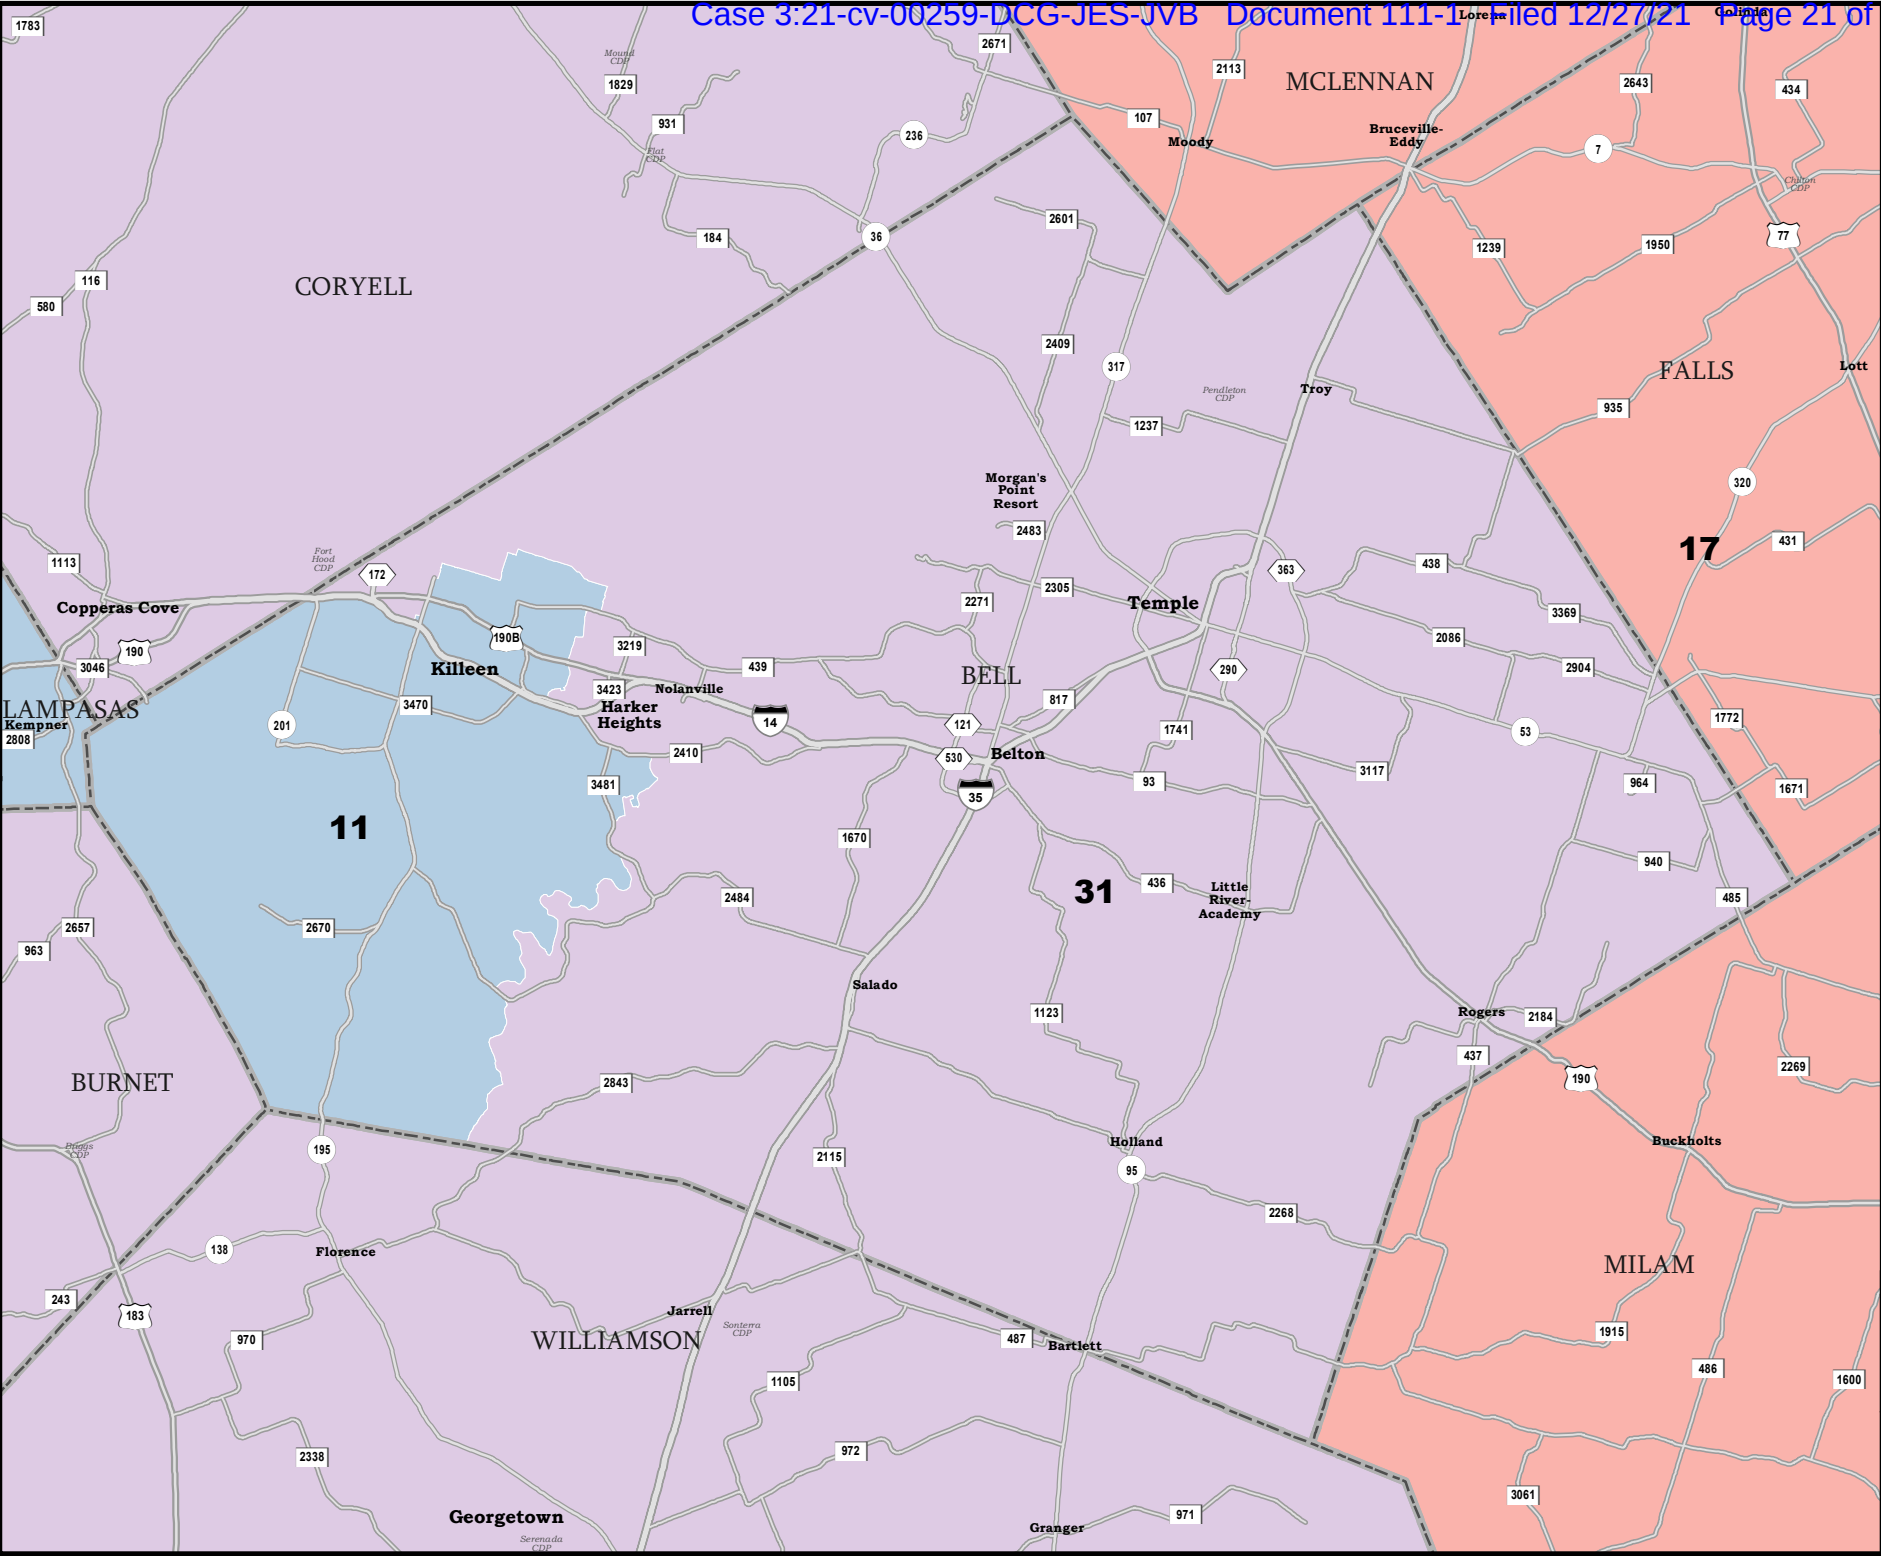 Case 3:21-cv-00259-DCG-JES-JVB Document 111-1 Filed 12/27/21 Page 21 of
Lorena
Golinda
1783
2671
Mound
CDP
1829
2113
MCLENNAN
2643
434
931
236
107
Moody
Bruceville-
Eddy
7
Flat
CDP
Chilton
CDP
184
36
2601
1239
1950
77
116
580
CORYELL
2409
317
FALLS
Lott
Pendleton
CDP
Troy
935
1237
Morgan's
Point
Resort
2483
320
17
431
1113
Fort
Hood
CDP
172
363
438
Copperas Cove
2305
2271
Temple
3369
190
190B
3219
2086
3046
Killeen
439
BELL
290
2904
3423
Nolanville
LAMPASAS
Kempner
2808
3470
Harker
Heights
201
14
121
817
1772
1741
53
2410
530
Belton
3481
35
93
3117
964
1671
11
1670
940
31
436
Little
River-
Academy
2484
485
2657
2670
963
Salado
1123
Rogers
2184
437
BURNET
2843
190
2269
Briggs
CDP
195
2115
Holland
95
Buckholts
2268
138
Florence
MILAM
243
183
Jarrell
Sonterra
CDP
970
WILLIAMSON
487
Bartlett
1915
486
1105
1600
972
2338
3061
Georgetown
Serenada
CDP
Granger
971